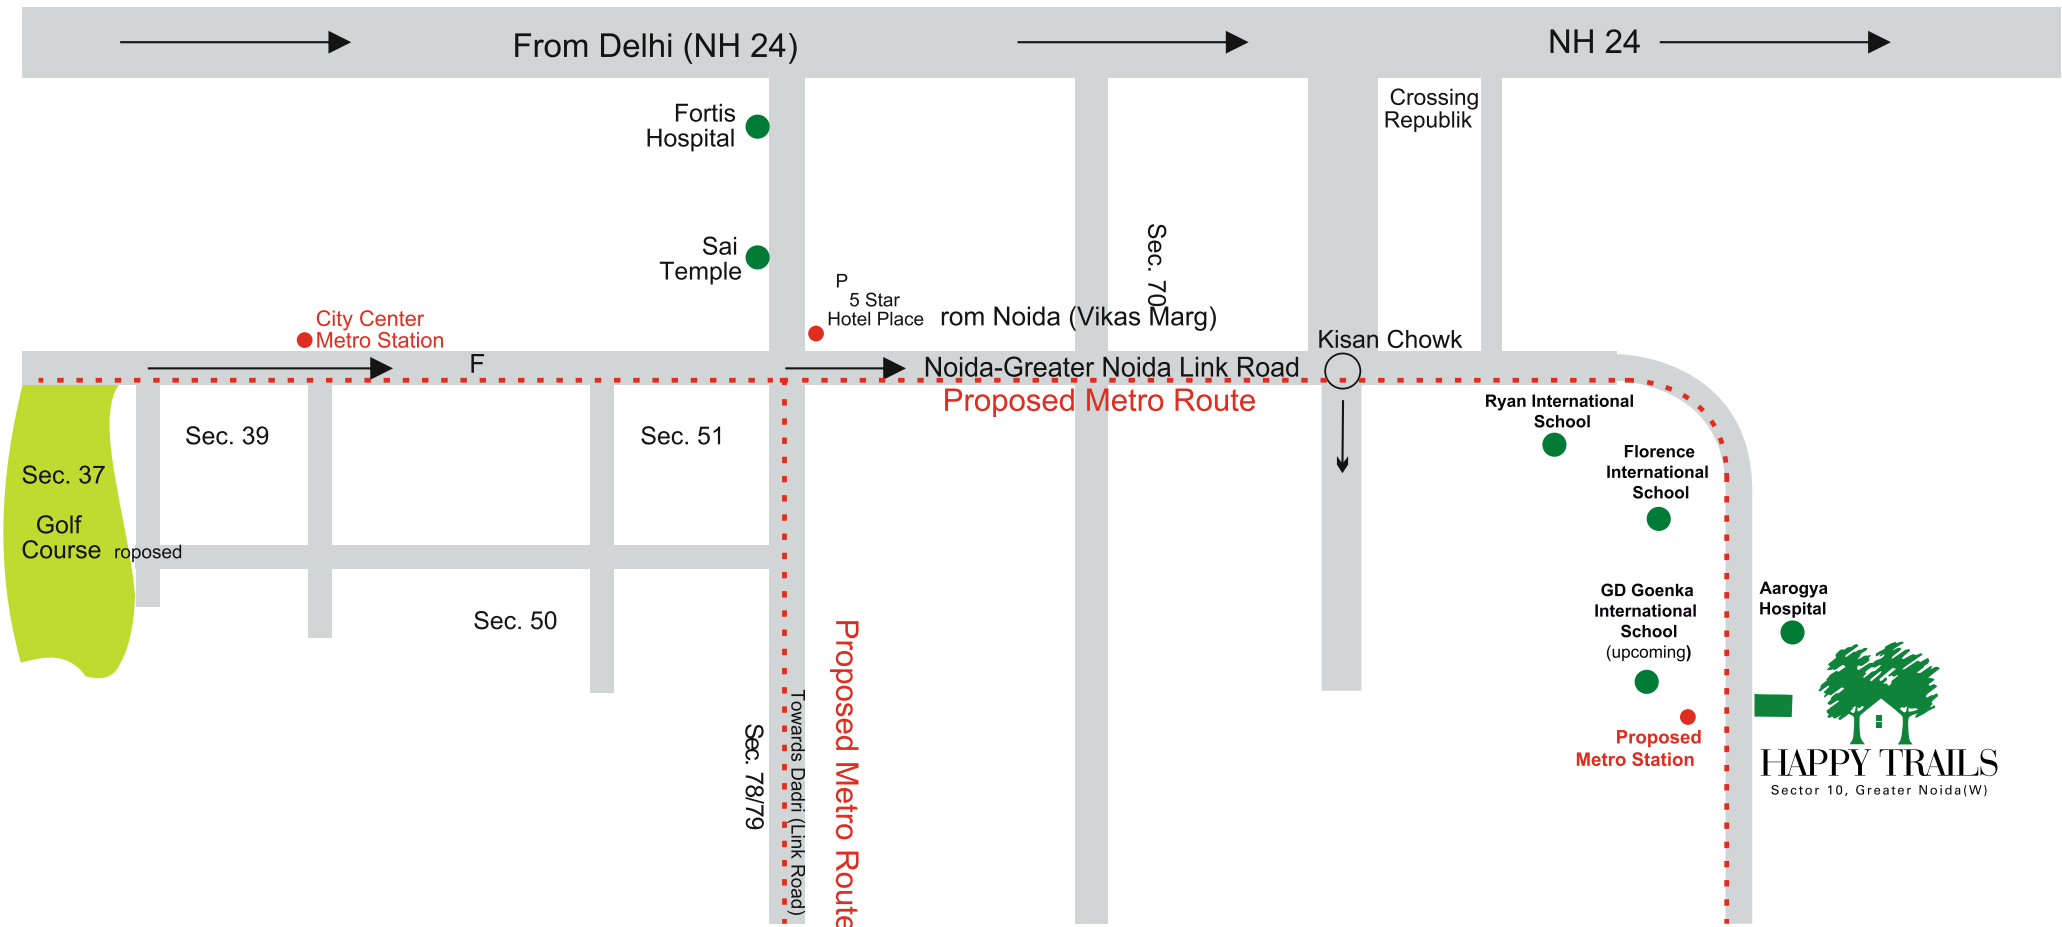 From Delhi (NH 24)
NH 24
Fortis
Hospital
Crossing
Republik
Sai
Temple
Sec. 70
P
5 Star
Hotel Place
rom Noida (Vikas Marg)
City Center
Metro Station
F
Noida-Greater Noida Link Road
Kisan Chowk
Proposed Metro Route
Sec. 39
Sec. 51
Sec. 37
Golf
Course
roposed
Sec. 50
Ryan International
School
Florence
International
School
GD Goenka
International
School
(upcoming)
Aarogya
Hospital
Proposed
Metro Station
Sec. 78/79
Towards Dadri (Link Road)
Proposed Metro Route
HAPPY TRAILS
Sector 10, Greater Noida(W)